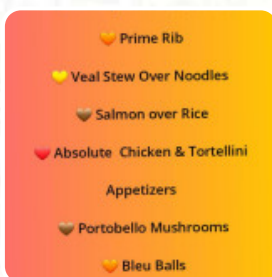 🧡 Prime Rib
💛 Veal Stew Over Noodles
🤎 Salmon over Rice
❤️ Absolute Chicken & Tortellini
Appetizers
🤎 Portobello Mushrooms
🧡 Bleu Balls